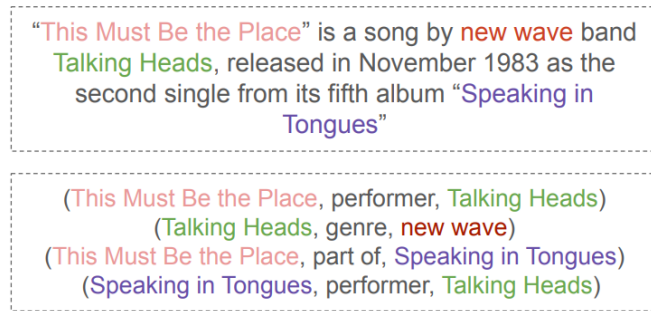 “This Must Be the Place” is a song by new wave band
Talking Heads, released in November 1983 as the
second single from its fifth album “Speaking in
Tongues”
(This Must Be the Place, performer, Talking Heads)
(Talking Heads, genre, new wave)
(This Must Be the Place, part of, Speaking in Tongues)
(Speaking in Tongues, performer, Talking Heads)